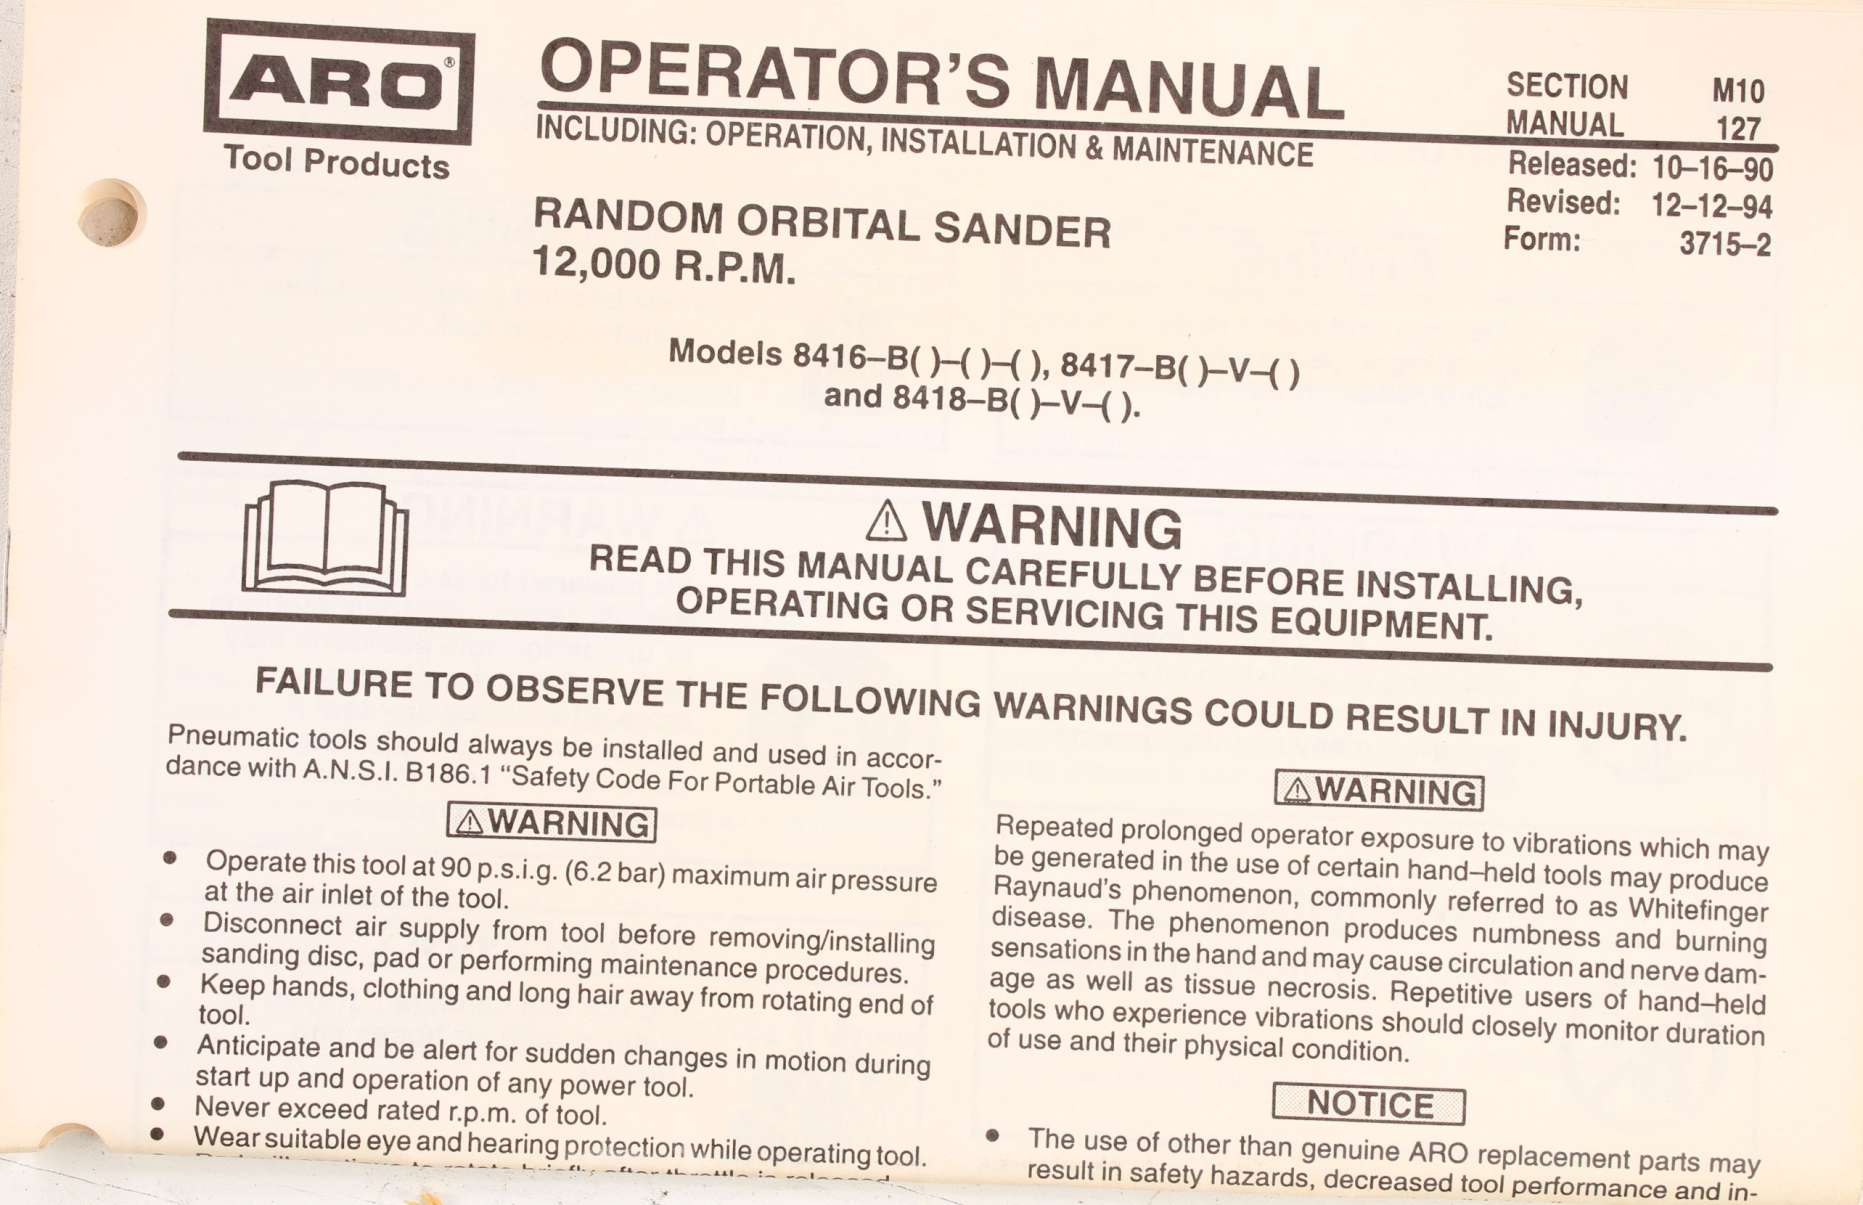 ARO®
Tool Products
OPERATOR'S MANUAL
INCLUDING: OPERATION, INSTALLATION & MAINTENANCE
SECTION M10
MANUAL 127
Released: 10–16–90
Revised: 12–12–94
Form: 3715–2
RANDOM ORBITAL SANDER
12,000 R.P.M.
Models 8416–B( )–( )–( ), 8417–B( )–V–( )
and 8418–B( )–V–( ).
⚠ WARNING
READ THIS MANUAL CAREFULLY BEFORE INSTALLING,
OPERATING OR SERVICING THIS EQUIPMENT.
FAILURE TO OBSERVE THE FOLLOWING WARNINGS COULD RESULT IN INJURY.
Pneumatic tools should always be installed and used in accor-
dance with A.N.S.I. B186.1 “Safety Code For Portable Air Tools.”
⚠WARNING
• Operate this tool at 90 p.s.i.g. (6.2 bar) maximum air pressure
at the air inlet of the tool.
• Disconnect air supply from tool before removing/installing
sanding disc, pad or performing maintenance procedures.
• Keep hands, clothing and long hair away from rotating end of
tool.
• Anticipate and be alert for sudden changes in motion during
start up and operation of any power tool.
• Never exceed rated r.p.m. of tool.
• Wear suitable eye and hearing protection while operating tool.
⚠WARNING
Repeated prolonged operator exposure to vibrations which may
be generated in the use of certain hand–held tools may produce
Raynaud's phenomenon, commonly referred to as Whitefinger
disease. The phenomenon produces numbness and burning
sensations in the hand and may cause circulation and nerve dam-
age as well as tissue necrosis. Repetitive users of hand–held
tools who experience vibrations should closely monitor duration
of use and their physical condition.
NOTICE
• The use of other than genuine ARO replacement parts may
result in safety hazards, decreased tool performance and in-